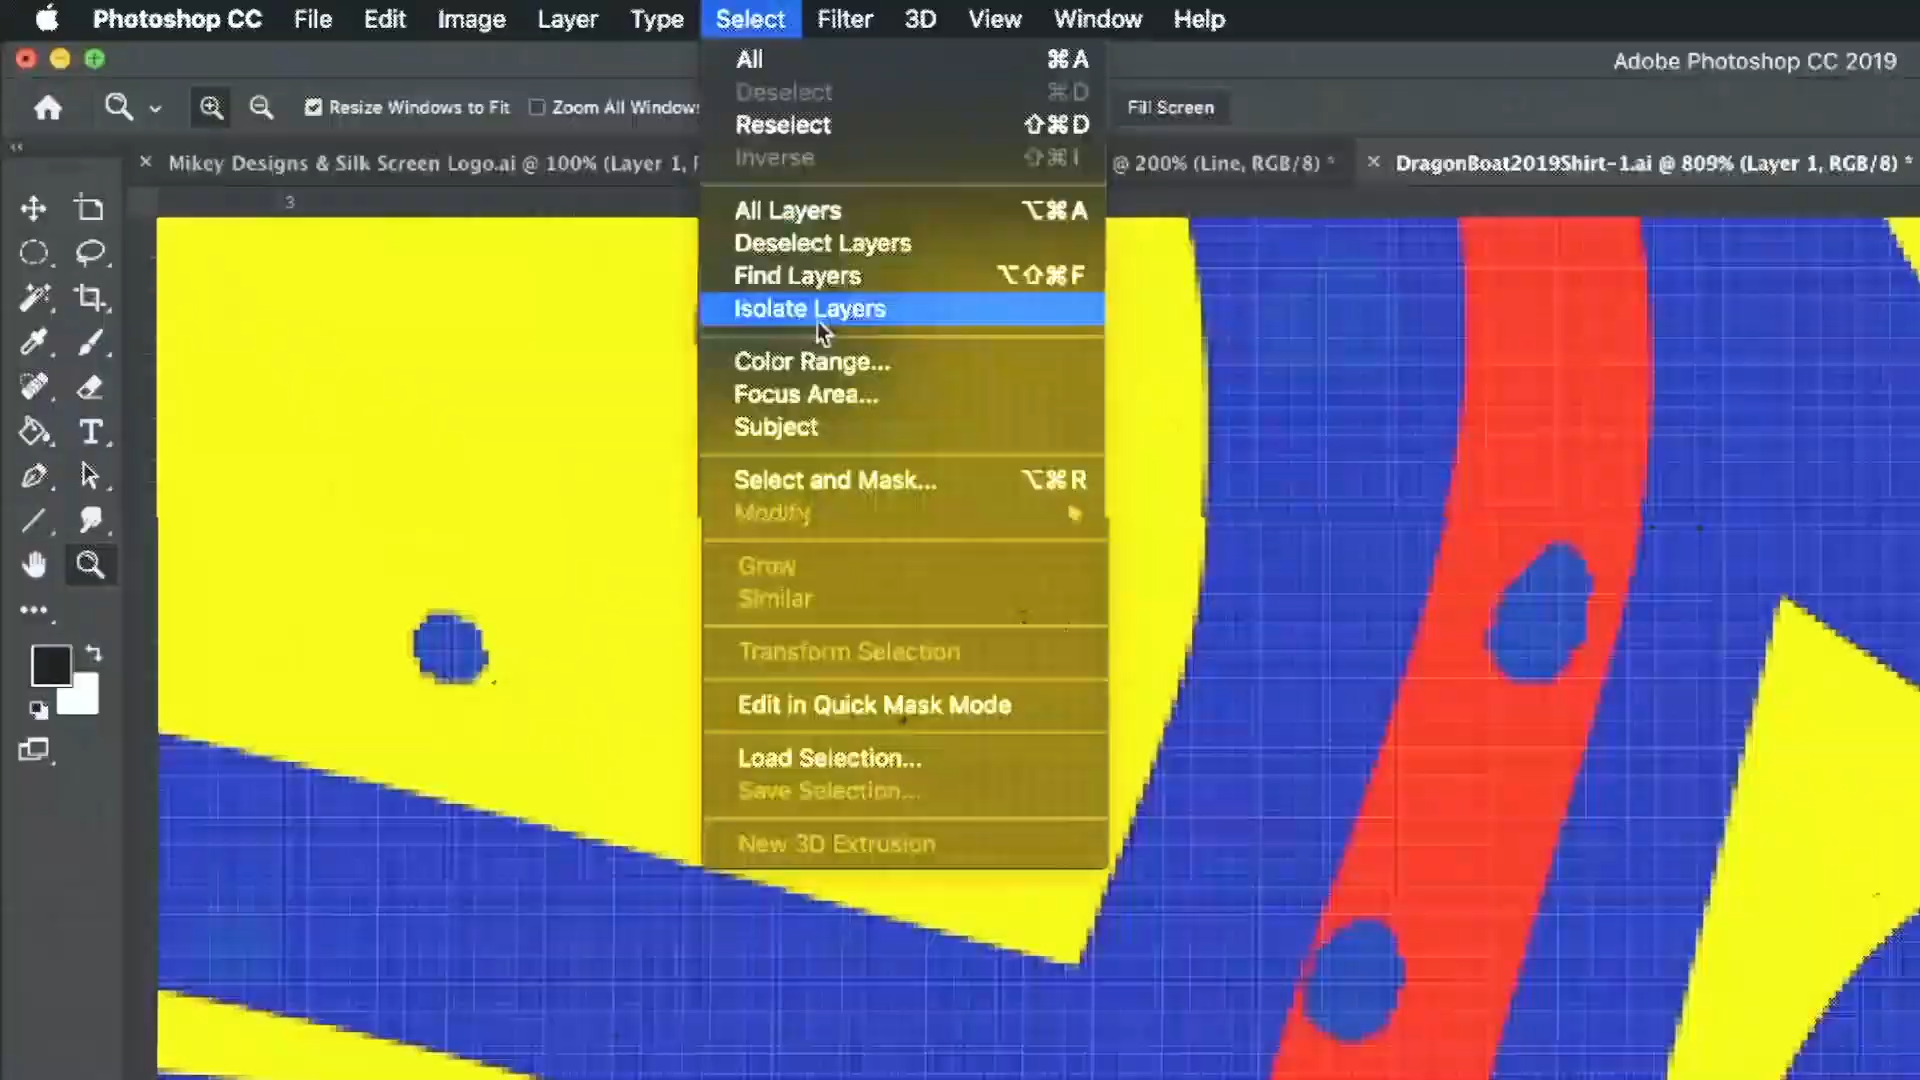 Photoshop CC File Edit Image Layer Type Select Filter 3D View Window Help
Adobe Photoshop CC 2019
Resize Windows to Fit Zoom All Windows Fill Screen
× Mikey Designs & Silk Screen Logo.ai @ 100% (Layer 1, @ 200% (Line, RGB/8) * × DragonBoat2019Shirt-1.ai @ 809% (Layer 1, RGB/8) *
3
All ⌘A
Deselect ⌘D
Reselect ⇧⌘D
Inverse ⇧⌘I
All Layers ⌥⌘A
Deselect Layers
Find Layers ⌥⇧⌘F
Isolate Layers
Color Range...
Focus Area...
Subject
Select and Mask... ⌥⌘R
Modify
Grow
Similar
Transform Selection
Edit in Quick Mask Mode
Load Selection...
Save Selection...
New 3D Extrusion